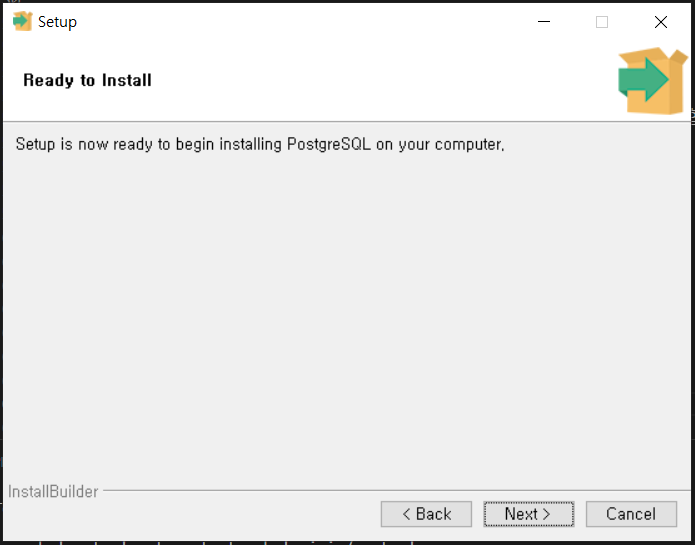 Setup
Ready to Install
Setup is now ready to begin installing PostgreSQL on your computer.
InstallBuilder
< Back
Next >
Cancel